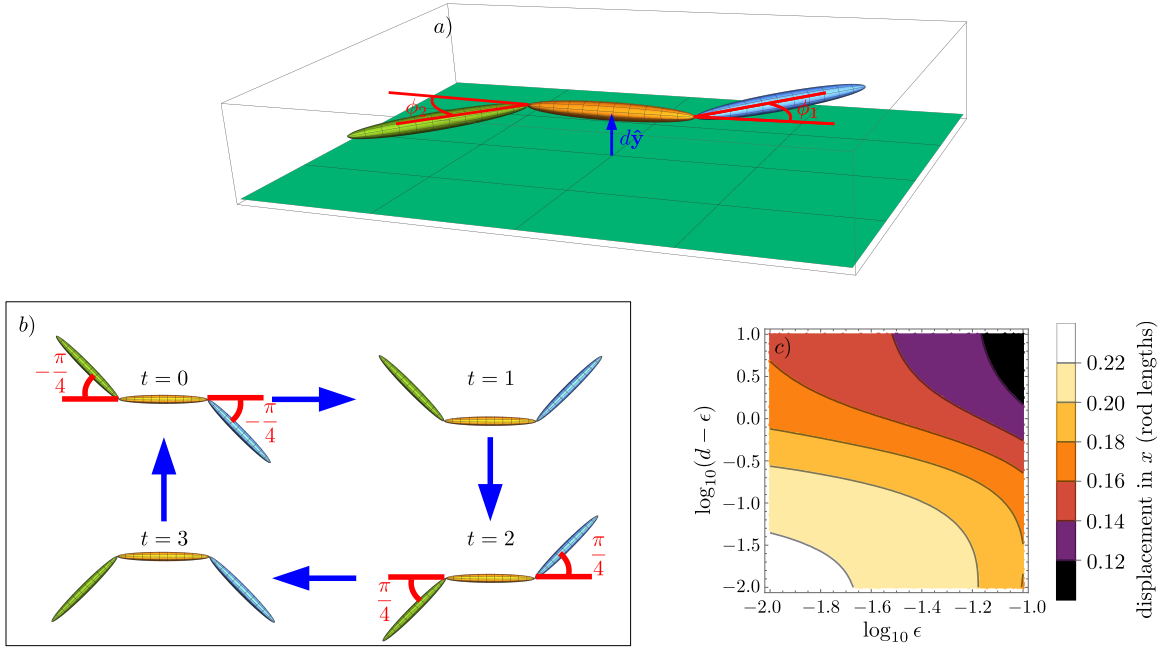 a)
ϕ₂
ϕ₁
dŷ
b)
−π/4
t = 0
−π/4
t = 1
t = 3
t = 2
π/4
π/4
c)
1.0
0.5
0.0
−0.5
−1.0
−1.5
−2.0
log₁₀(d − ϵ)
−2.0 −1.8 −1.6 −1.4 −1.2 −1.0
log₁₀ ϵ
0.22
0.20
0.18
0.16
0.14
0.12
displacement in x (rod lengths)